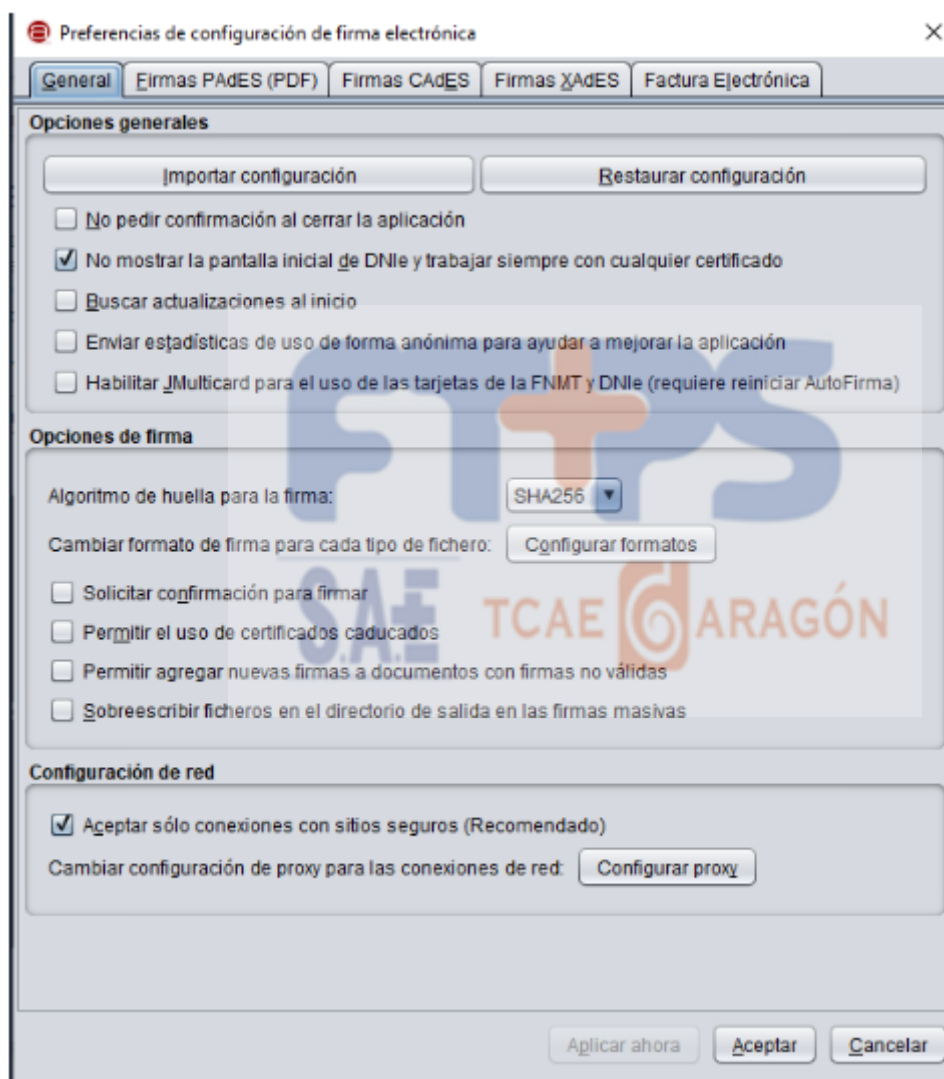 Preferencias de configuración de firma electrónica
General Firmas PAdES (PDF) Firmas CAdES Firmas XAdES Factura Electrónica
Opciones generales
Importar configuración Restaurar configuración
No pedir confirmación al cerrar la aplicación
No mostrar la pantalla inicial de DNIe y trabajar siempre con cualquier certificado
Buscar actualizaciones al inicio
Enviar estadísticas de uso de forma anónima para ayudar a mejorar la aplicación
Habilitar JMulticard para el uso de las tarjetas de la FNMT y DNIe (requiere reiniciar AutoFirma)
Opciones de firma
Algoritmo de huella para la firma: SHA256
Cambiar formato de firma para cada tipo de fichero: Configurar formatos
Solicitar confirmación para firmar
Permitir el uso de certificados caducados
Permitir agregar nuevas firmas a documentos con firmas no válidas
Sobreescribir ficheros en el directorio de salida en las firmas masivas
S.A.E TCAE ARAGÓN
Configuración de red
Aceptar sólo conexiones con sitios seguros (Recomendado)
Cambiar configuración de proxy para las conexiones de red: Configurar proxy
Aplicar ahora Aceptar Cancelar